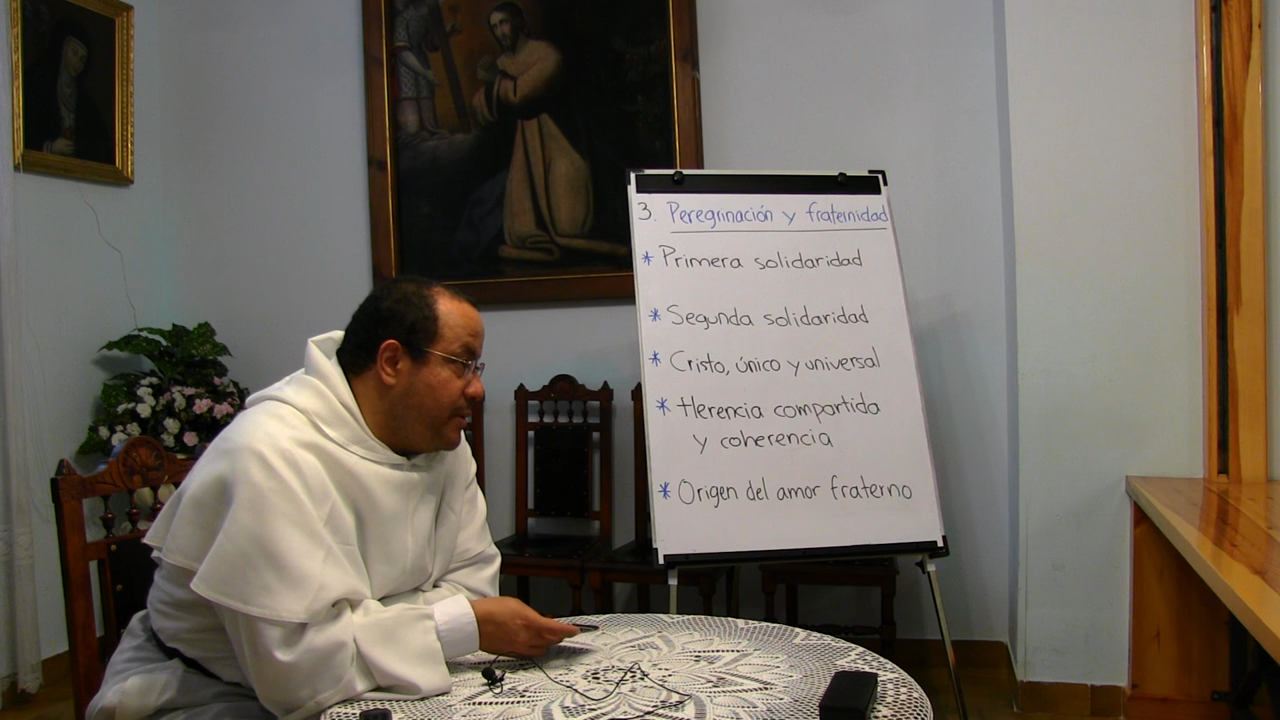 3. Peregrinación y fraternidad
* Primera solidaridad
* Segunda solidaridad
* Cristo, único y universal
* Herencia compartida
y coherencia
* Origen del amor fraterno